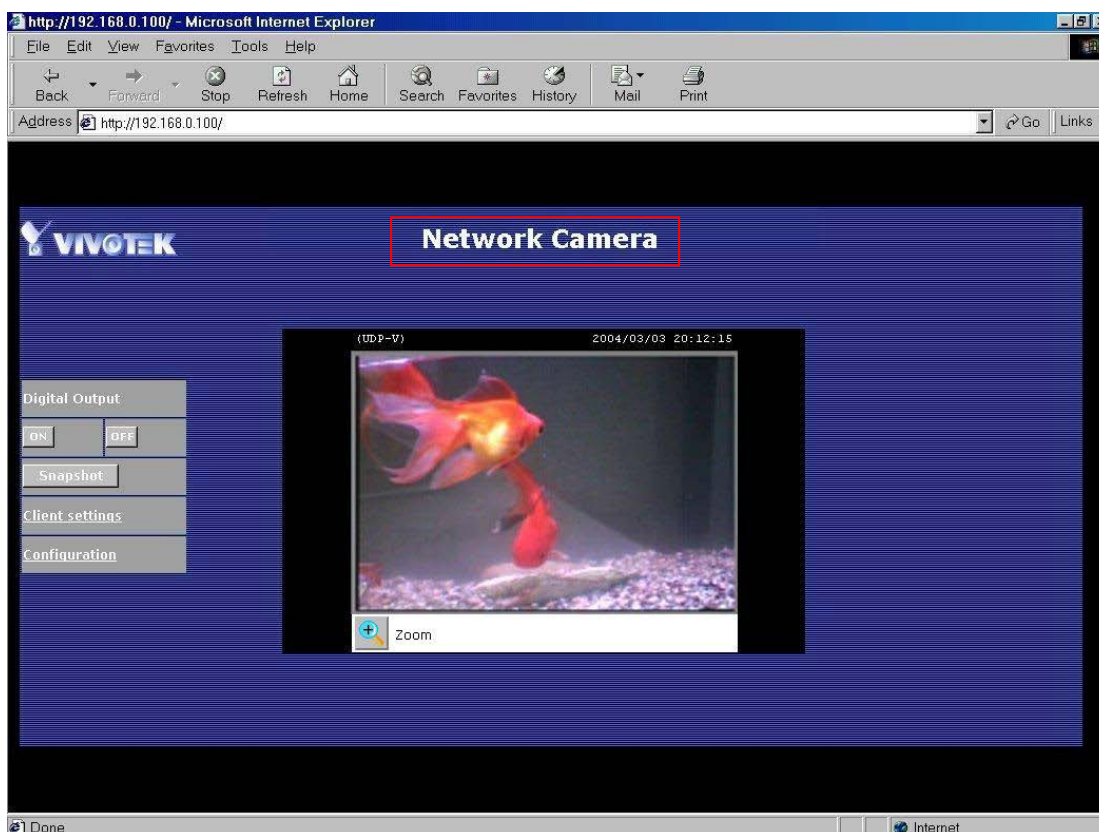 http://192.168.0.100/ - Microsoft Internet Explorer
File Edit View Favorites Tools Help
Back Forward Stop Refresh Home Search Favorites History Mail Print
Address http://192.168.0.100/ Go Links
VIVOTEK
Network Camera
(UDP-V) 2004/03/03 20:12:15
Digital Output
ON OFF
Snapshot
Client settings
Configuration
Zoom
Done Internet